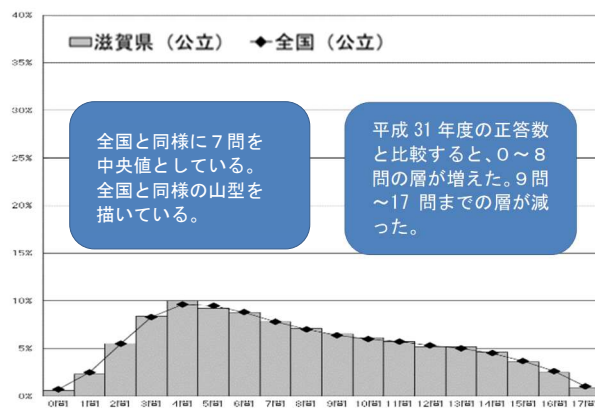 40%
滋賀県(公立) 全国(公立)
35%
30%
全国と同様に7問を
中央値としている。
全国と同様の山型を
描いている。
平成 31 年度の正答数
と比較すると、0~8
問の層が増えた。9問
~17 問までの層が減
った。
25%
20%
15%
10%
5%
0%
0問 1問 2問 3問 4問 5問 6問 7問 8問 9問 10問 11問 12問 13問 14問 15問 16問 17問